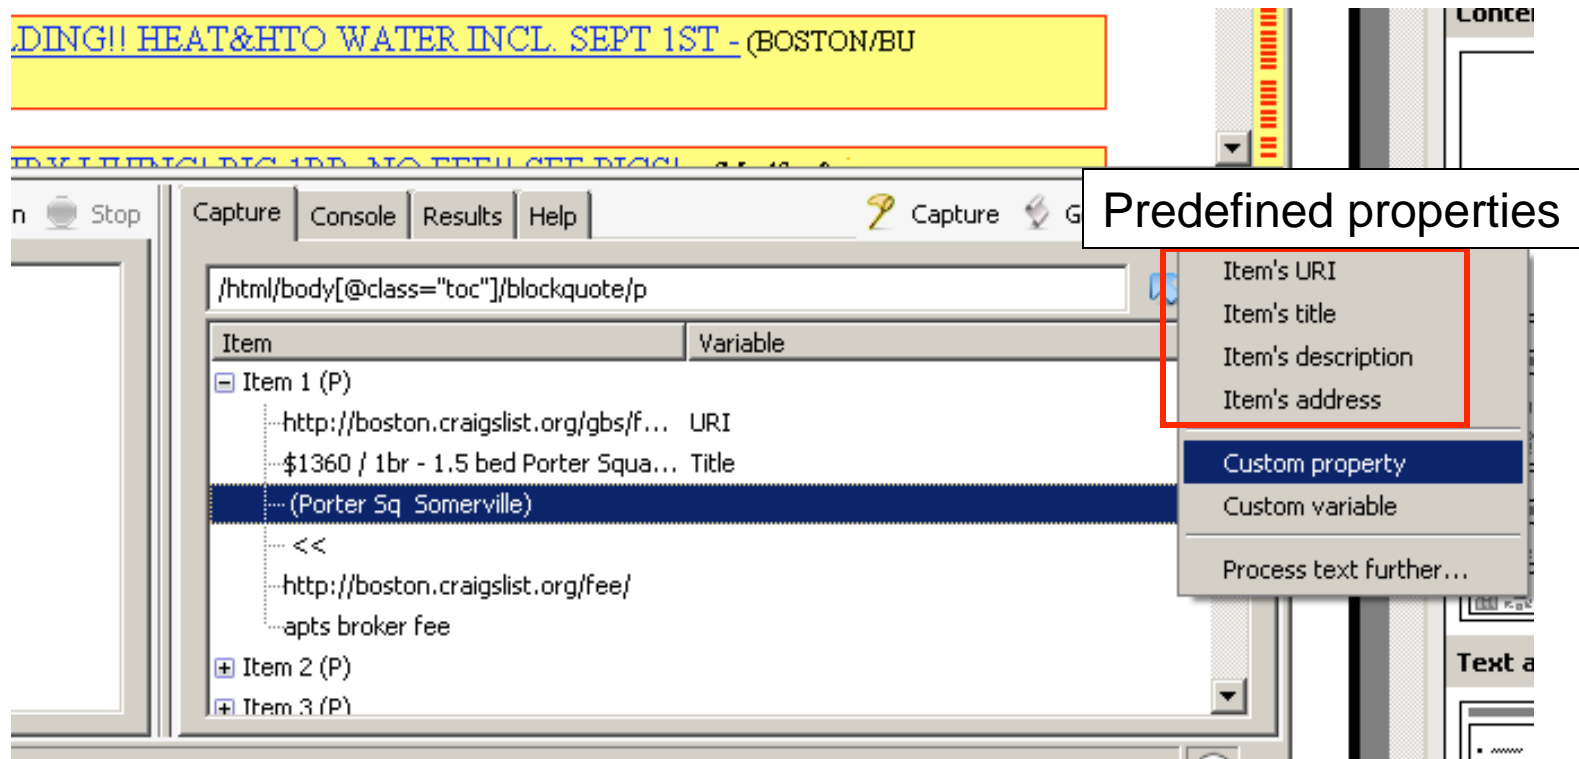 DING!! HEAT&HTO WATER INCL. SEPT 1ST - (BOSTON/BU
Stop
Capture
Console
Results
Help
Capture
Predefined properties
/html/body[@class="toc"]/blockquote/p
Item
Variable
Item 1 (P)
http://boston.craigslist.org/gbs/f... URI
$1360 / 1br - 1.5 bed Porter Squa... Title
(Porter Sq Somerville)
<<
http://boston.craigslist.org/fee/
apts broker fee
Item 2 (P)
Item 3 (P)
Item's URI
Item's title
Item's description
Item's address
Custom property
Custom variable
Process text further...
Text a